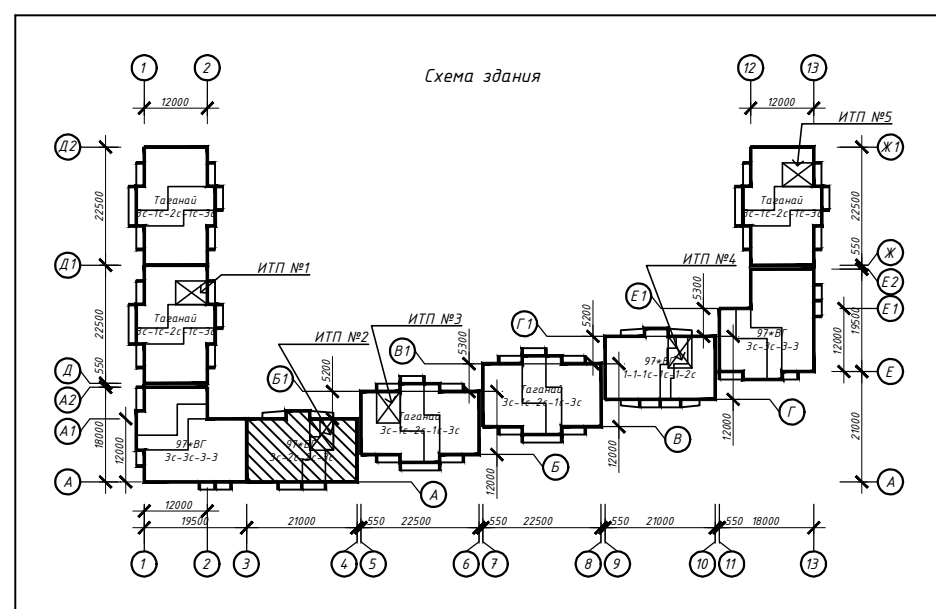 Схема здания
1 2 12 13
12000 12000
ИТП №5
Д2 Ж1
22500 22500
Таганай Таганай
3с-1с-2с-1с-3с 3с-1с-2с-1с-3с
550
Д1 Ж
Е2
ИТП №1 ИТП №4
Е1 5300
Е1
22500
Таганай
3с-1с-2с-1с-3с
ИТП №2 ИТП №3
Г1 5200
19500
12000
В1 5300
97*ВГ 97*ВГ
3с-3с-3-3
1-1-1с-1с-1-2с
550
Д Е
А2
Б1 5200
Таганай
3с-1с-2с-1с-3с
А1
Г
18000
12000
Таганай
3с-1с-2с-1с-3с
12000
В
21000
97*ВГ
3с-3с-3-3
12000
Б
12000
А А А
12000
19500 21000 550 22500 550 22500 550 21000 550 18000
1 2 3 4 5 6 7 8 9 10 11 13